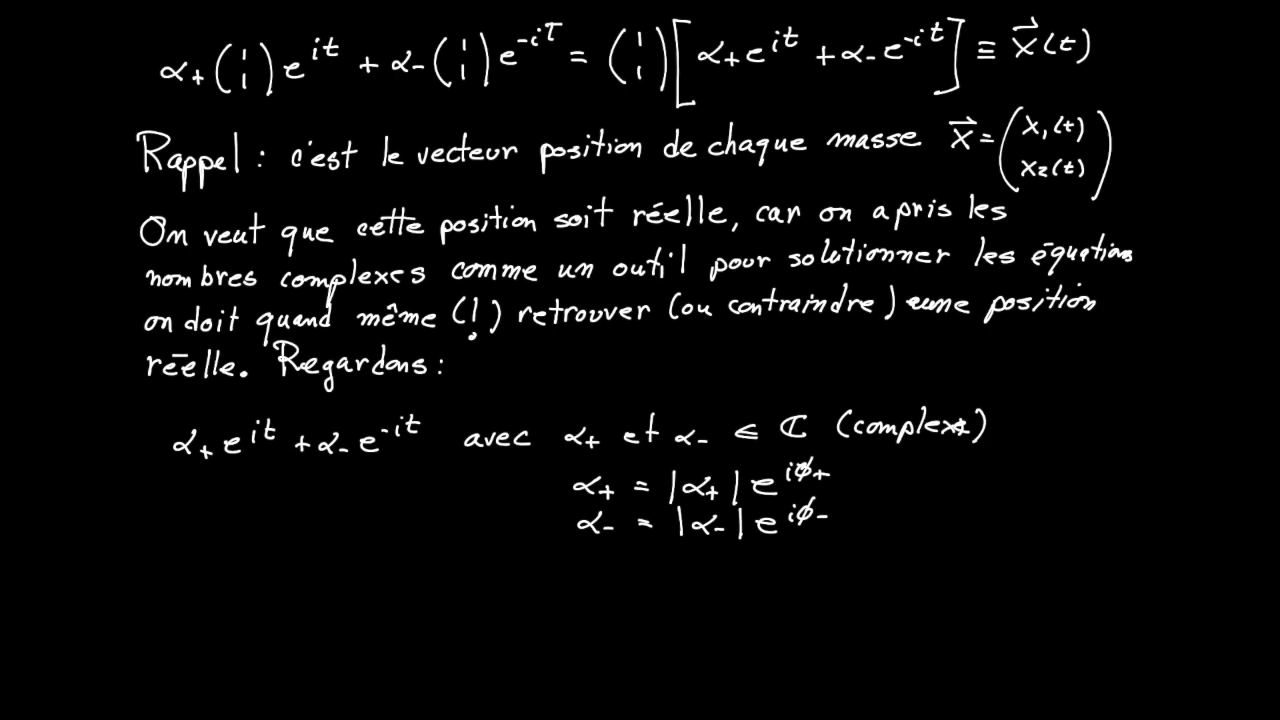 α₊(1 1)e^{it} + α₋(1 1)e^{-iτ} = (1 1)[α₊e^{it} + α₋e^{-it}] ≡ X⃗(t)
Rappel : c'est le vecteur position de chaque masse X⃗ = (x₁(t) x₂(t))
On veut que cette position soit réelle, car on a pris les
nombres complexes comme un outil pour solutionner les équations
on doit quand même (!) retrouver (ou contraindre) une position
réelle. Regardons :
α₊e^{it} + α₋e^{-it} avec α₊ et α₋ ∈ ℂ (complexe)
α₊ = |α₊| e^{iϕ₊}
α₋ = |α₋| e^{iϕ₋}